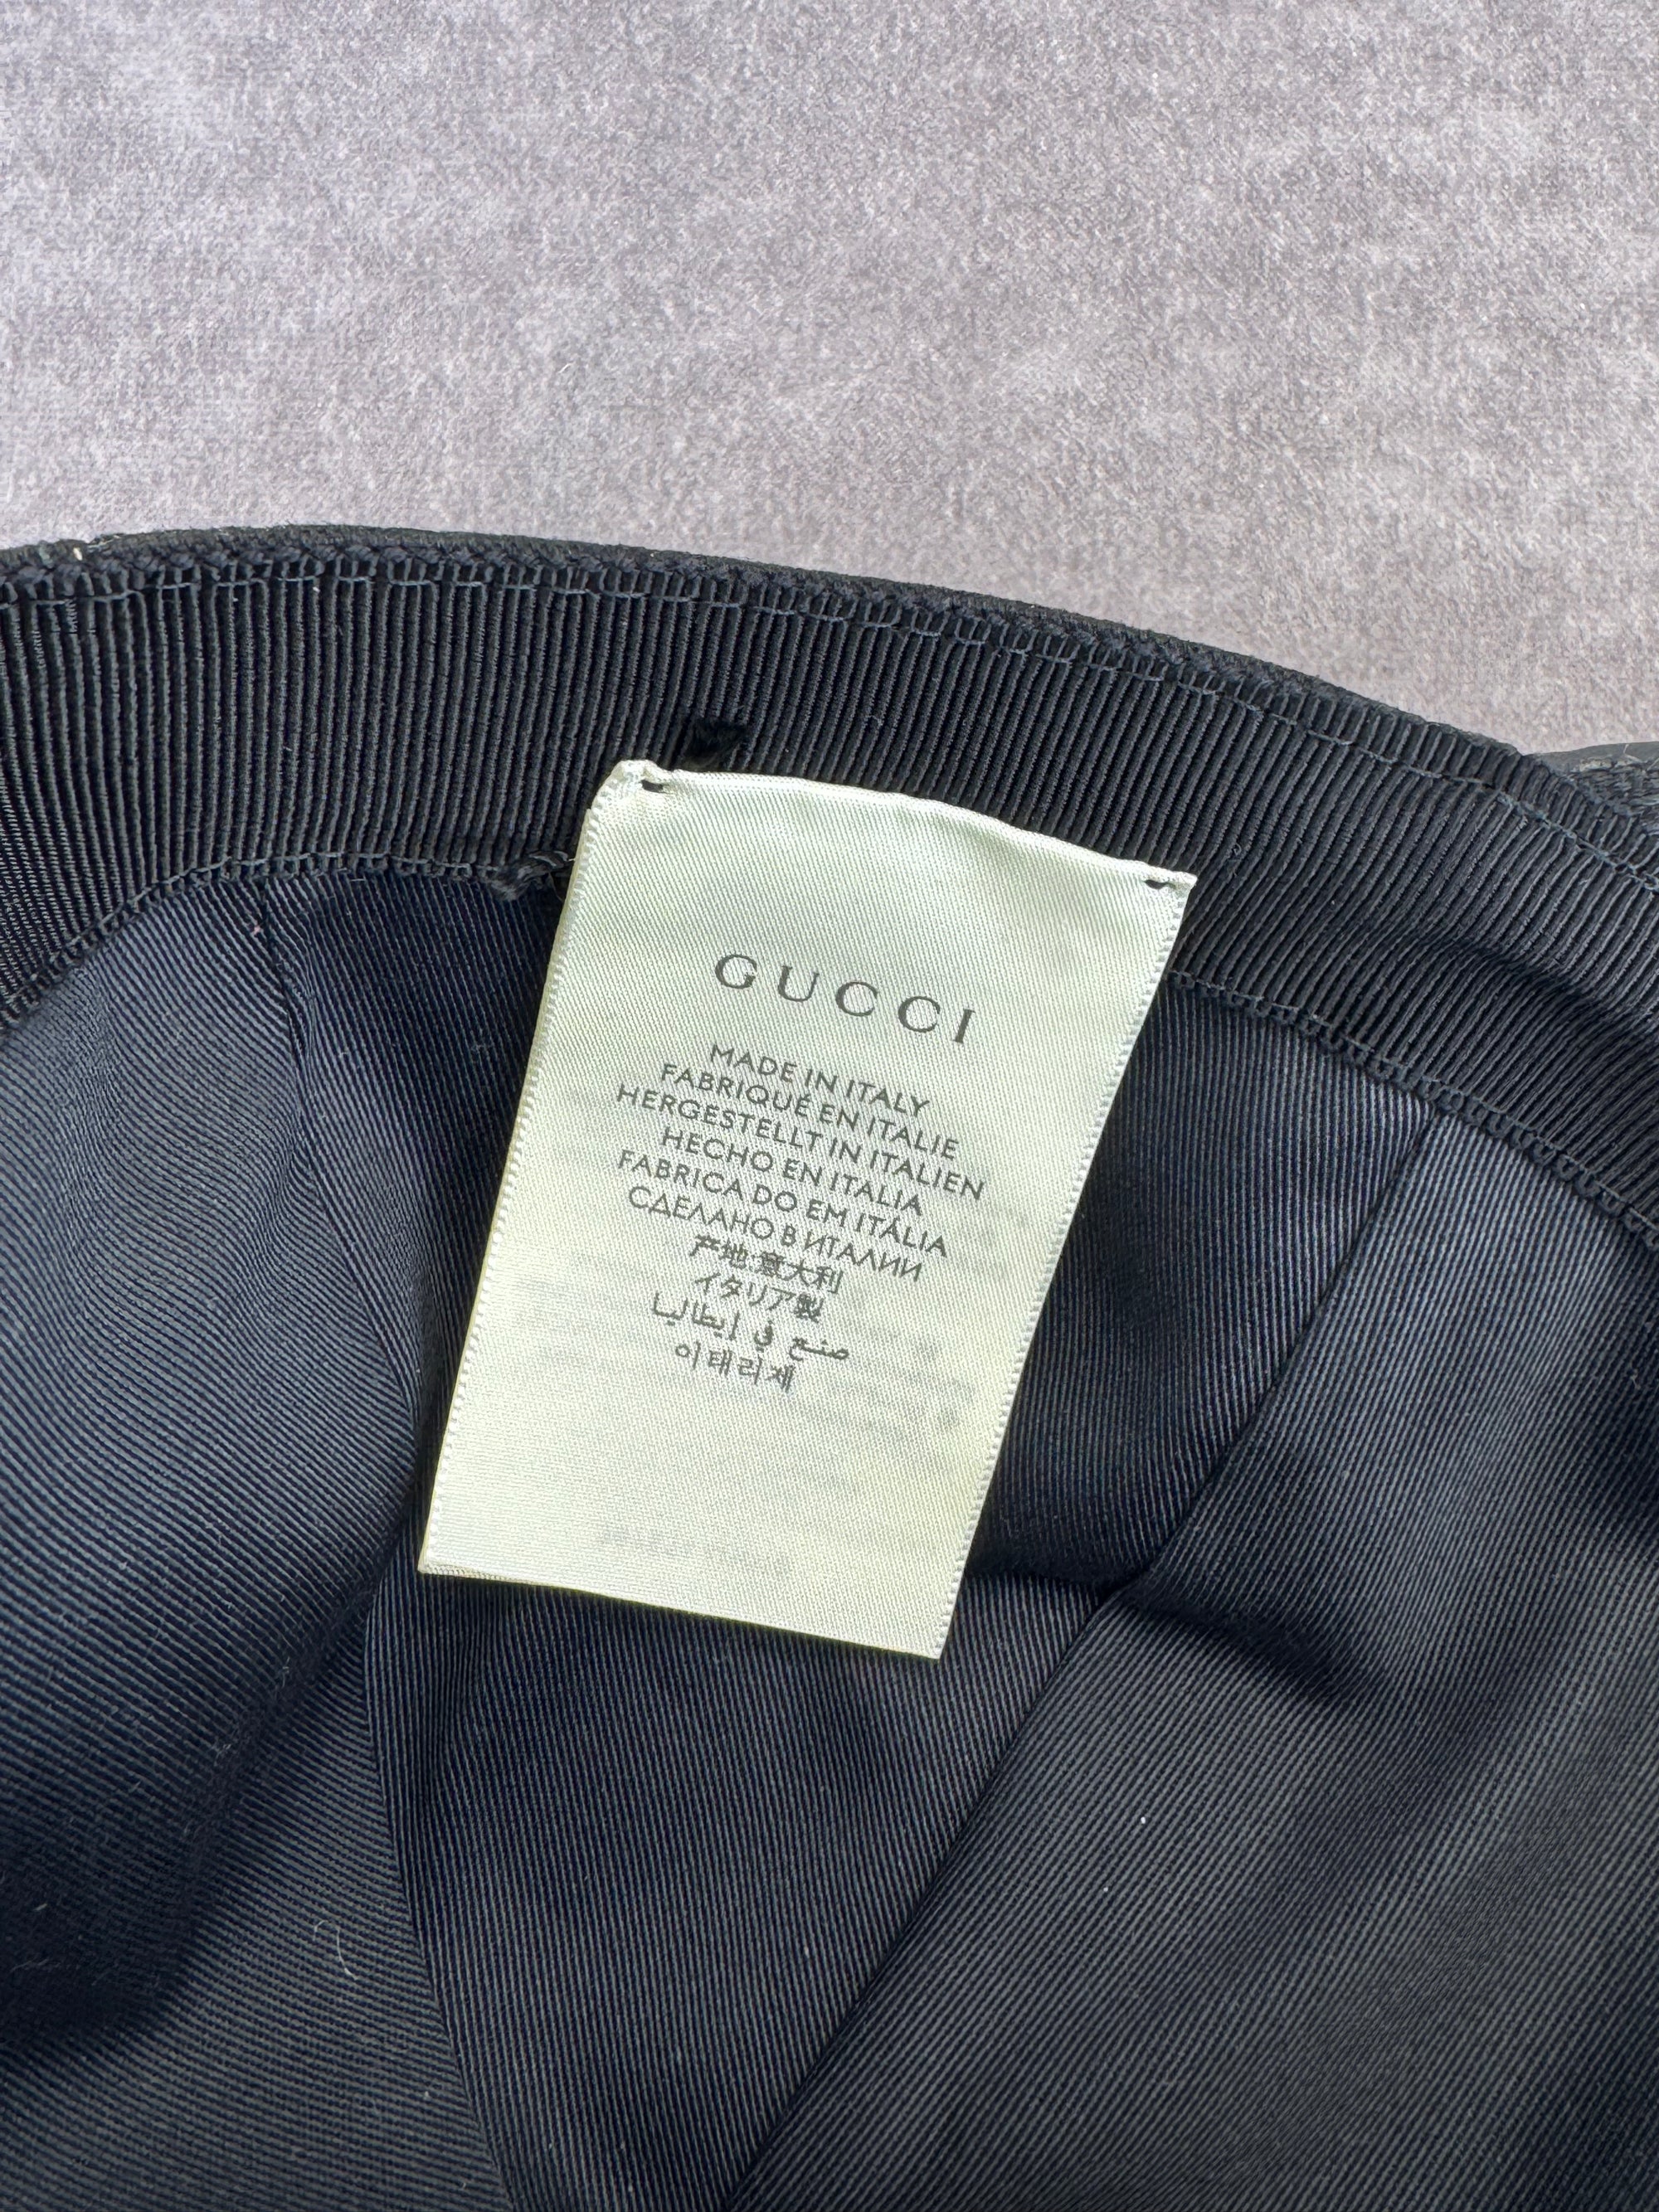 GUCCI
MADE IN ITALY
FABRIQUÉ EN ITALIE
HERGESTELLT IN ITALIEN
HECHO EN ITALIA
FABRICADO EM ITÁLIA
СДЕЛАНО В ИТАЛИИ
产地:意大利
イタリア製
صنع في إيطاليا
이태리제